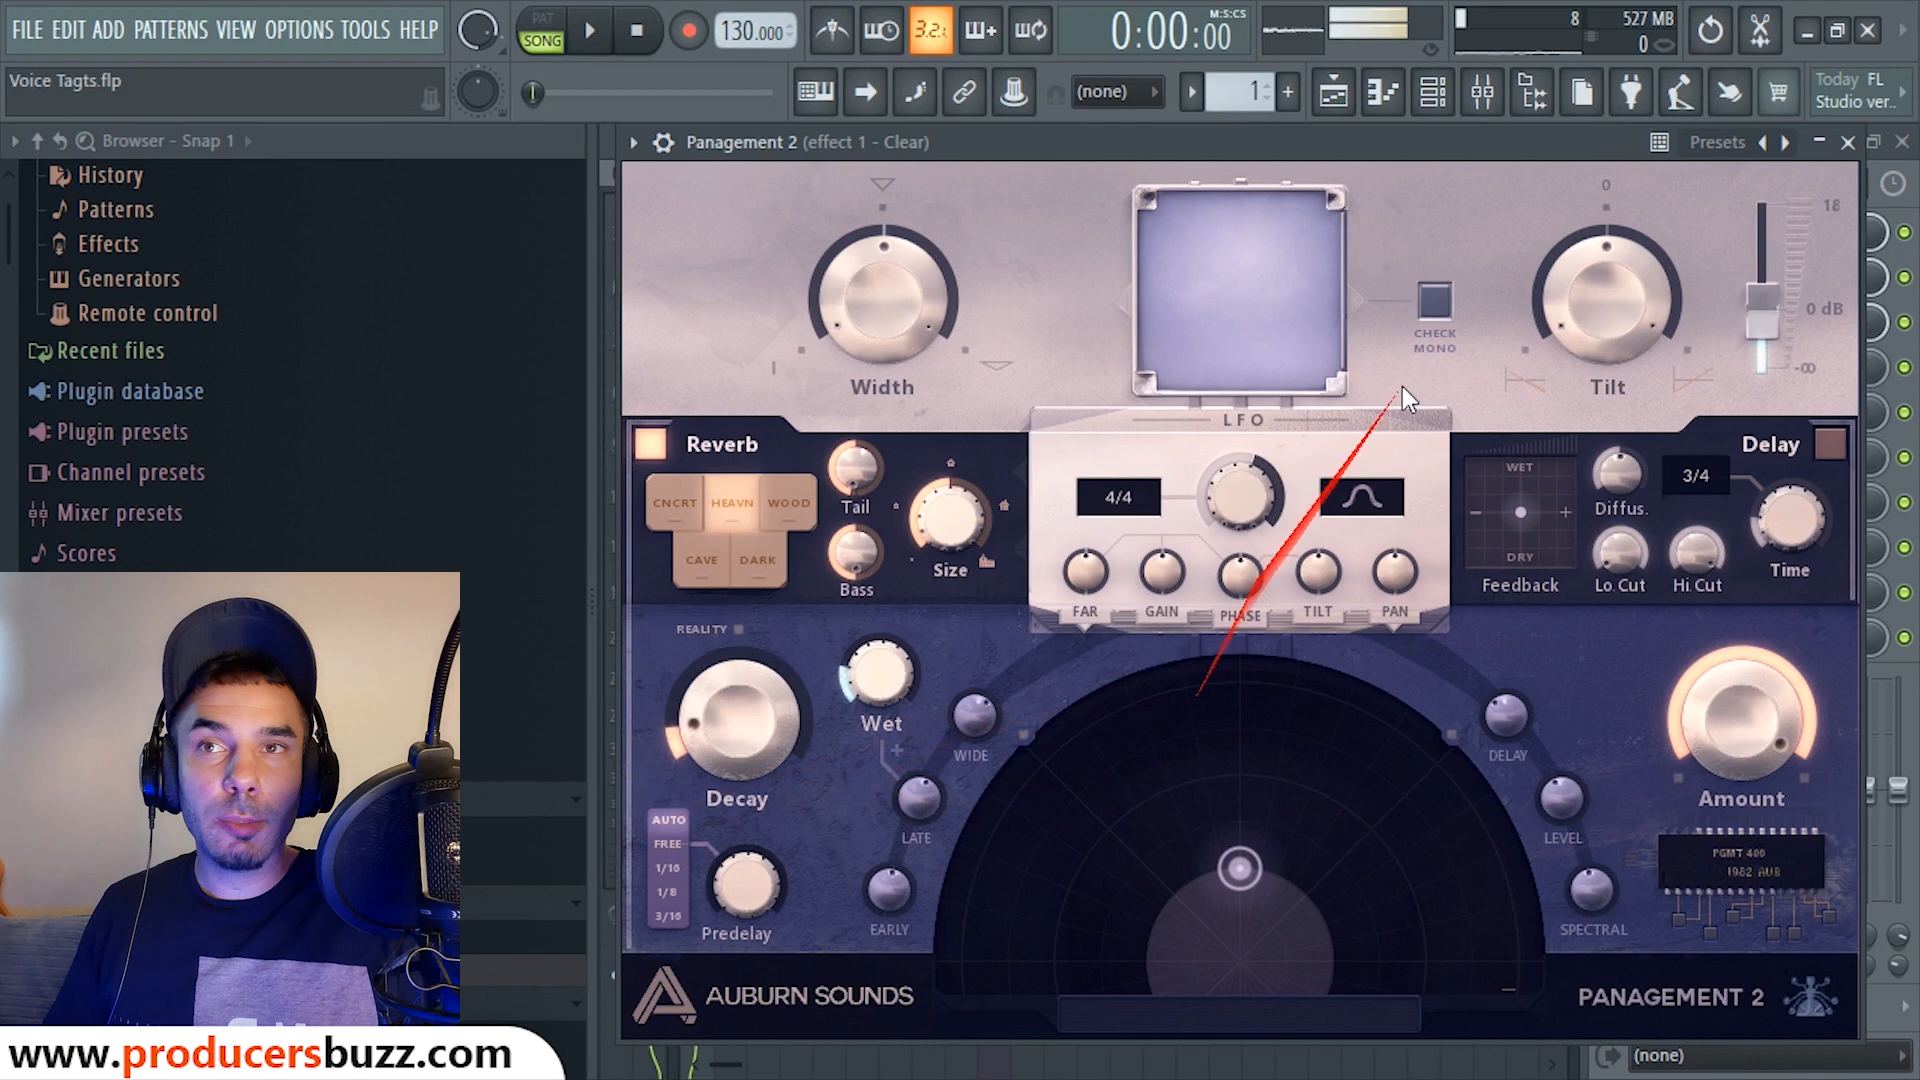 FILE EDIT ADD PATTERNS VIEW OPTIONS TOOLS HELP
PAT
SONG
130.000
3.2.
M:S:CS
0:00:00
8
527 MB
0
Voice Tagts.flp
(none)
1
Today FL
Studio ver..
Browser - Snap 1
Panagement 2 (effect 1 - Clear)
Presets
History
Patterns
Effects
Generators
Remote control
Recent files
Plugin database
Plugin presets
Channel presets
Mixer presets
Scores
Width
CHECK
MONO
0
Tilt
18
0 dB
-∞
LFO
4/4
FAR
GAIN
PHASE
TILT
PAN
Reverb
CNCRT
HEAVN
WOOD
CAVE
DARK
Tail
Bass
Size
Delay
WET
DRY
Feedback
Diffus.
3/4
Lo Cut
Hi Cut
Time
REALITY
Decay
Wet
WIDE
LATE
EARLY
AUTO
FREE
1/16
1/8
3/16
Predelay
DELAY
LEVEL
SPECTRAL
Amount
PGMT 400
1982 AUB
AUBURN SOUNDS
PANAGEMENT 2
www.producersbuzz.com
(none)